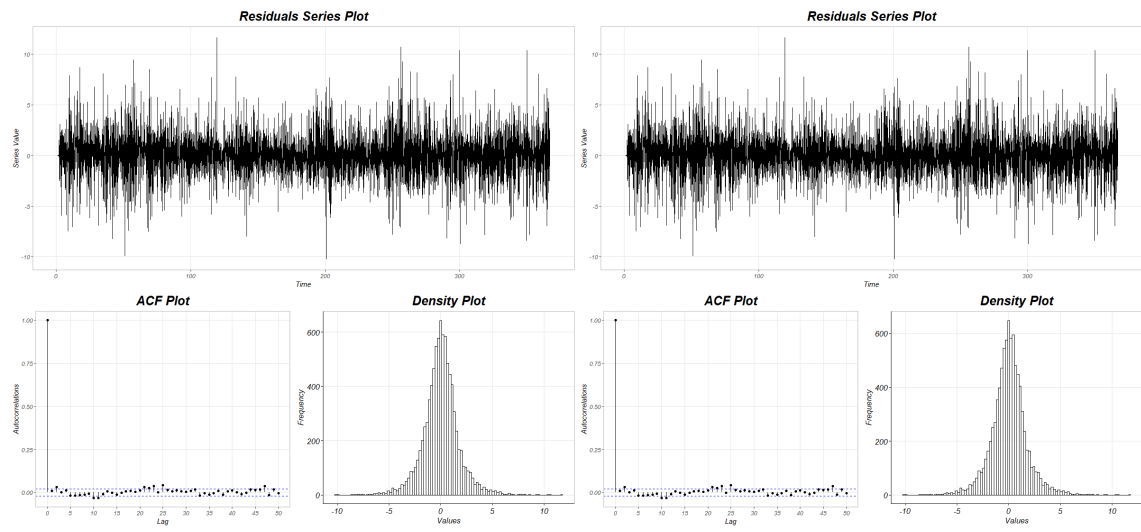 Residuals Series Plot
10
5
0
-5
-10
Series Value
0
100
200
300
Time
Residuals Series Plot
10
5
0
-5
-10
Series Value
0
100
200
300
Time
ACF Plot
1.00
0.75
0.50
0.25
0.00
Autocorrelations
0 5 10 15 20 25 30 35 40 45 50
Lag
Density Plot
600
400
200
0
Frequency
-10 -5 0 5 10
Values
ACF Plot
1.00
0.75
0.50
0.25
0.00
Autocorrelations
0 5 10 15 20 25 30 35 40 45 50
Lag
Density Plot
600
400
200
0
Frequency
-10 -5 0 5 10
Values